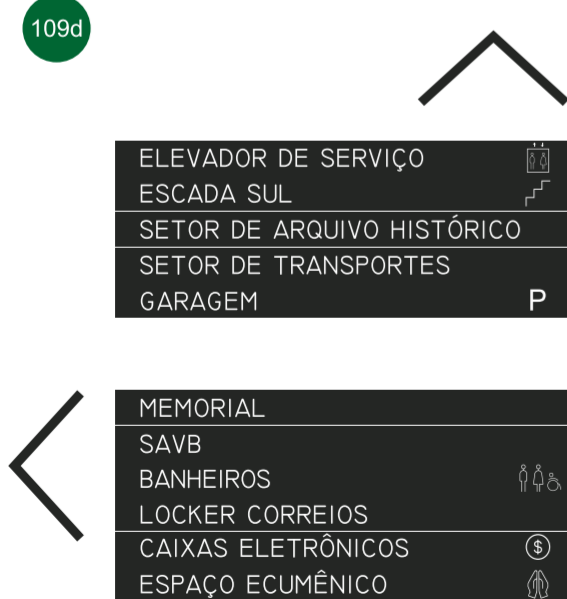 109d
ELEVADOR DE SERVIÇO
ESCADA SUL
SETOR DE ARQUIVO HISTÓRICO
SETOR DE TRANSPORTES
GARAGEM P
MEMORIAL
SAVB
BANHEIROS
LOCKER CORREIOS
CAIXAS ELETRÔNICOS $
ESPAÇO ECUMÊNICO